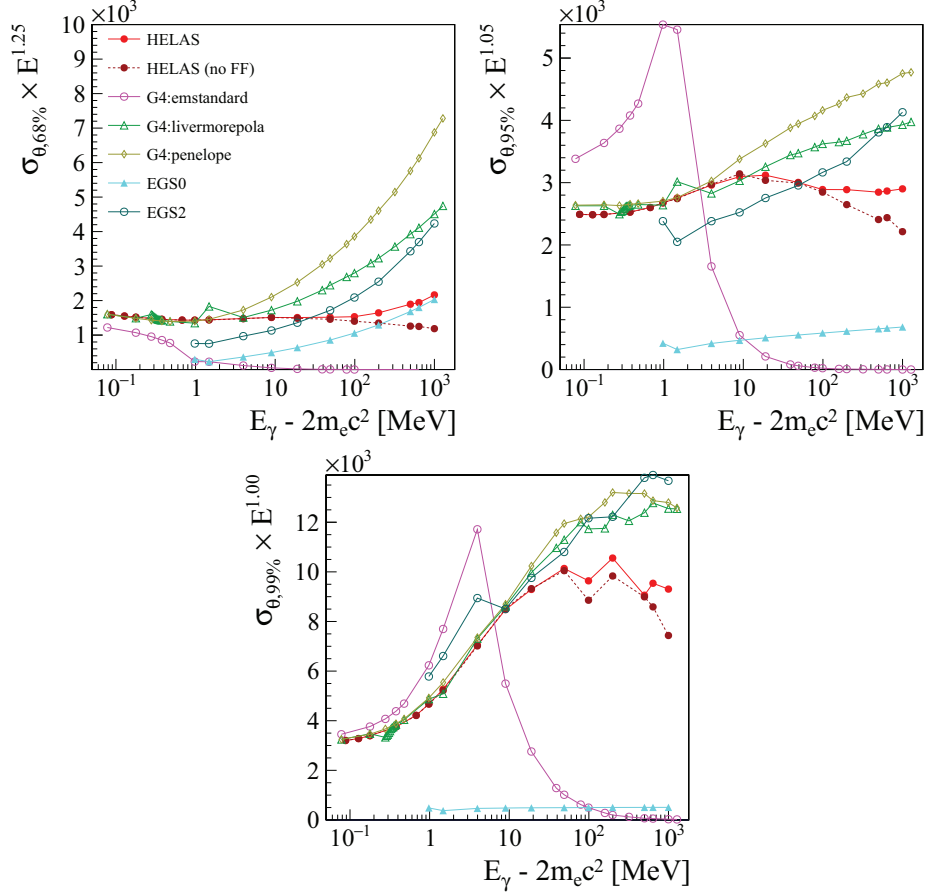 ×10³
σθ,68% × E^1.25
10
9
8
7
6
5
4
3
2
1
HELAS
HELAS (no FF)
G4:emstandard
G4:livermorepola
G4:penelope
EGS0
EGS2
10⁻¹ 1 10 10² 10³
Eγ - 2mec² [MeV]
×10³
σθ,95% × E^1.05
5
4
2
3
0
10⁻¹ 1 10 10² 10³
Eγ - 2mec² [MeV]
×10³
σθ,99% × E^1.00
12
10
8
6
4
2
0
10⁻¹ 1 10 10² 10³
Eγ - 2mec² [MeV]